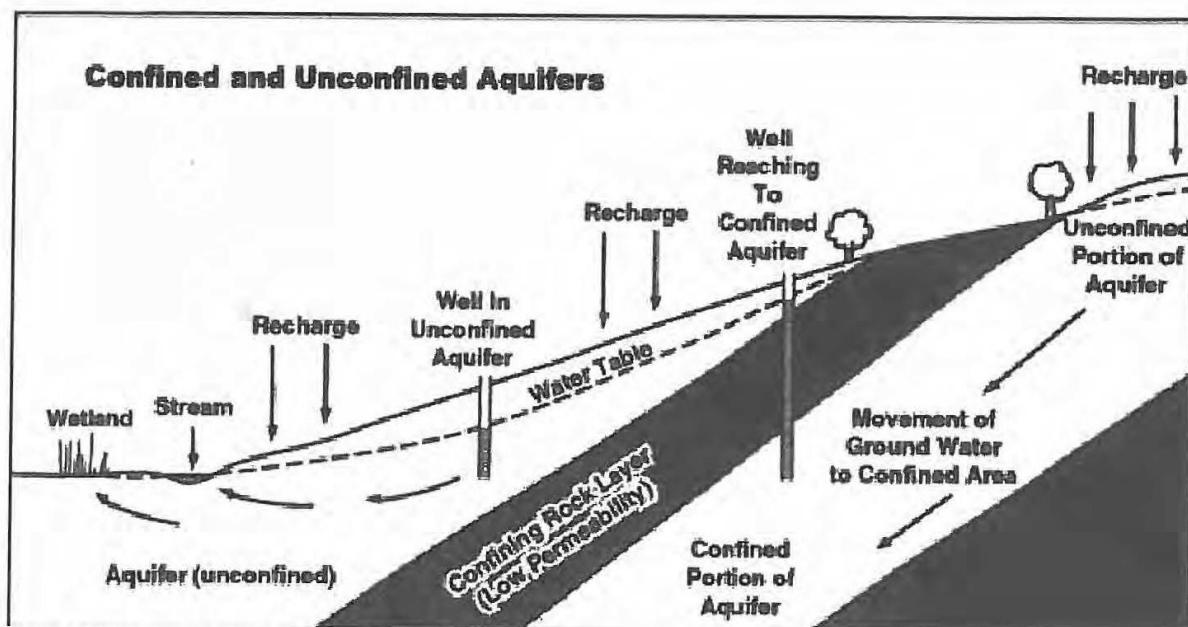 Confined and Unconfined Aquifers
Recharge
Well
Reaching
To
Confined
Aquifer
Recharge
Unconfined
Portion of
Aquifer
Well In
Unconfined
Aquifer
Recharge
Water Table
Wetland
Stream
Movement of
Ground Water
to Confined Area
Confining Rock Layer
(Low Permeability)
Confined
Portion of
Aquifer
Aquifer (unconfined)